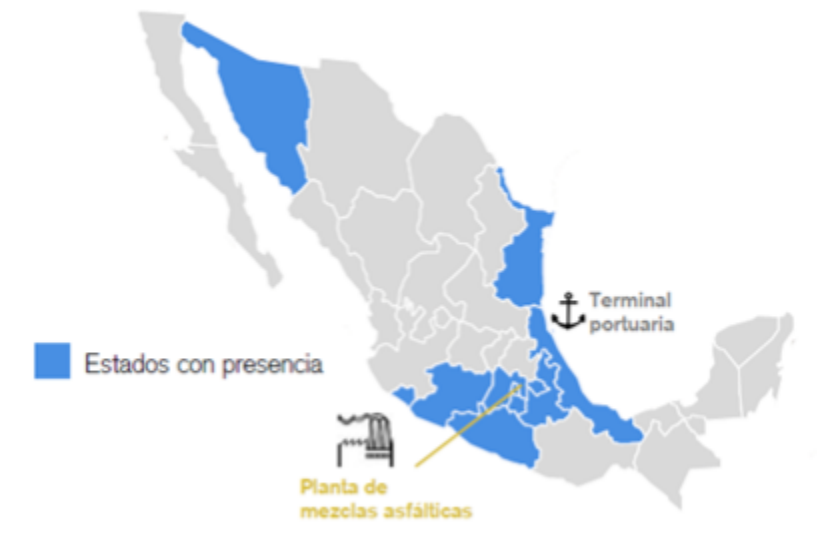 Terminal
portuaria
Estados con presencia
Planta de
mezclas asfálticas